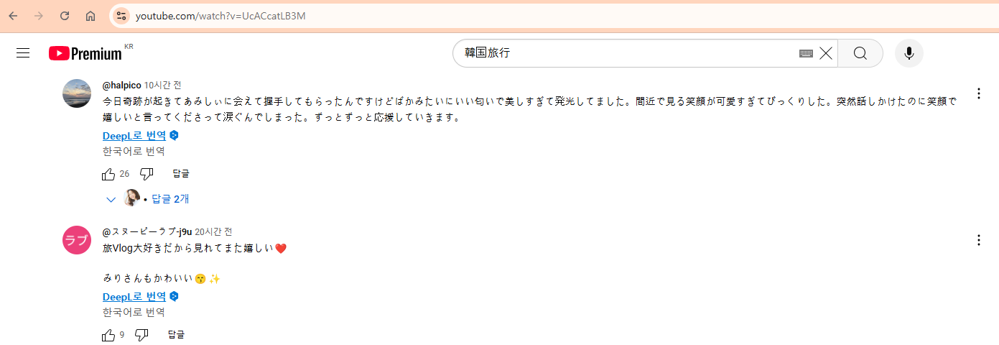 youtube.com/watch?v=UcACcatLB3M
Premium KR
韓国旅行
@halpico 10시간 전
今日奇跡が起きてあみしぃに会えて握手してもらったんですけどばかみたいにいい匂いで美しすぎて発光してました。間近で見る笑顔が可愛すぎてびっくりした。突然話しかけたのに笑顔で
嬉しいと言ってくださって涙ぐんでしまった。ずっとずっと応援していきます。
DeepL로 번역
한국어로 번역
26 답글
• 답글 2개
ラブ
@スヌーピーラブ-j9u 20시간 전
旅Vlog大好きだから見れてまた嬉しい❤️
みりさんもかわいい😙✨
DeepL로 번역
한국어로 번역
9 답글